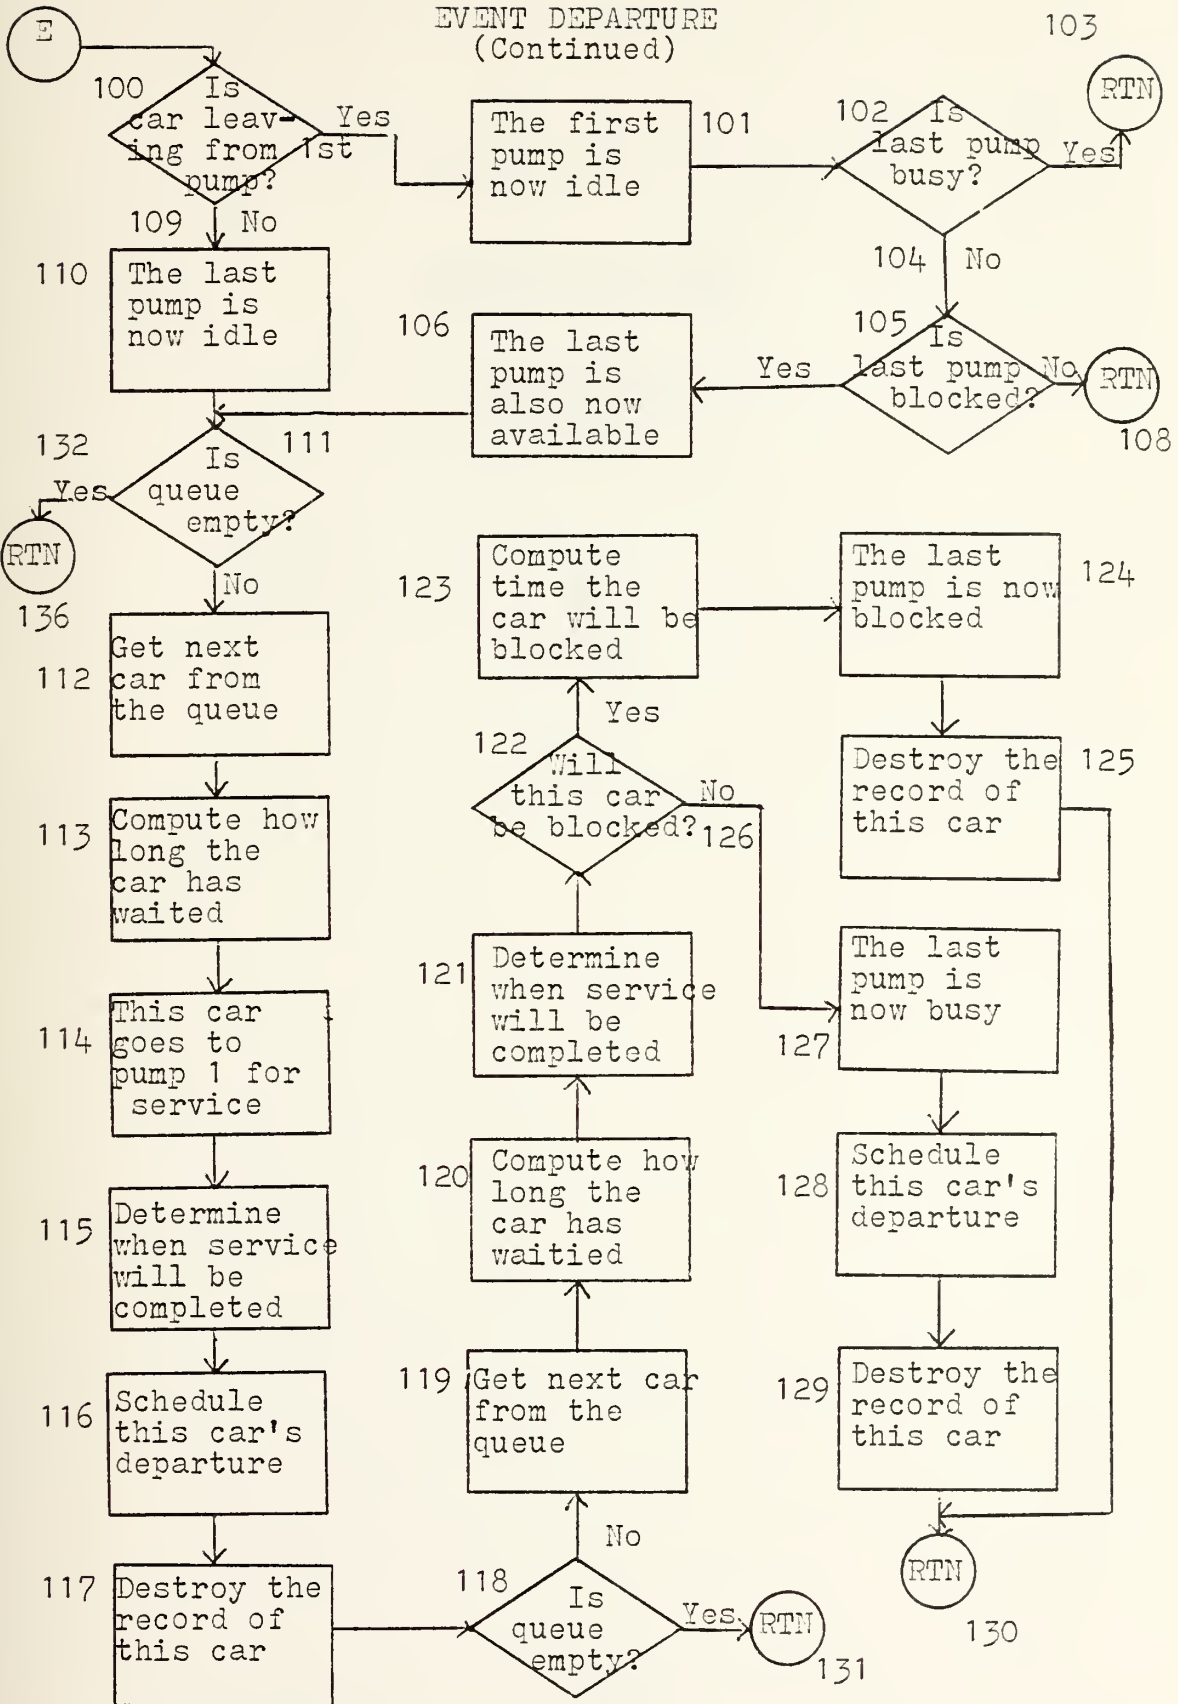 EVENT DEPARTURE
(Continued)
E
100
Is
car leav-
ing from 1st
pump?
Yes
The first
pump is
now idle
101
102
Is
last pump
busy?
Yes
103
RTN
109
No
104
No
110
The last
pump is
now idle
106
The last
pump is
also now
available
Yes
105
Is
last pump
blocked?
No
RTN
108
132
111
Is
queue
empty?
Yes
RTN
136
No
112
Get next
car from
the queue
113
Compute how
long the
car has
waited
114
This car
goes to
pump 1 for
service
115
Determine
when service
will be
completed
116
Schedule
this car's
departure
117
Destroy the
record of
this car
118
Is
queue
empty?
Yes
RTN
131
No
119
Get next car
from the
queue
120
Compute how
long the
car has
waitied
121
Determine
when service
will be
completed
122
Will
this car
be blocked?
Yes
No
126
123
Compute
time the
car will be
blocked
The last
pump is now
blocked
124
Destroy the
record of
this car
125
The last
pump is
now busy
127
128
Schedule
this car's
departure
129
Destroy the
record of
this car
RTN
130